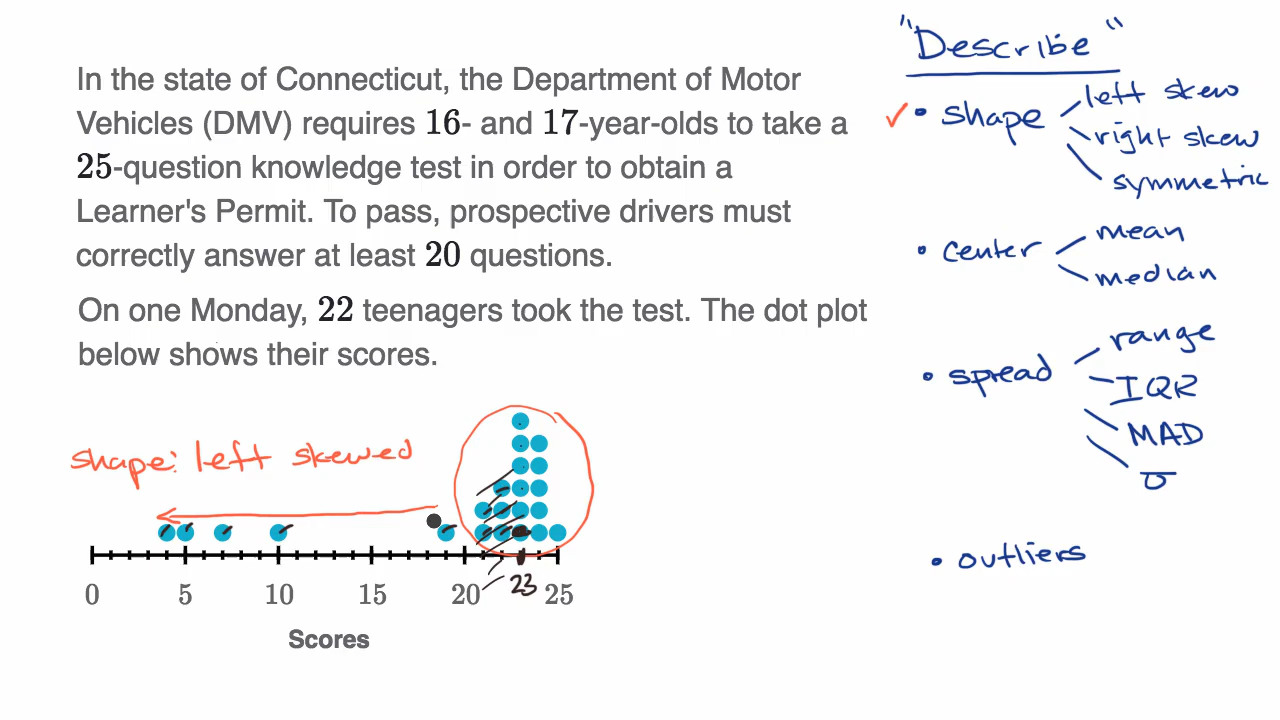 In the state of Connecticut, the Department of Motor
Vehicles (DMV) requires 16- and 17-year-olds to take a
25-question knowledge test in order to obtain a
Learner's Permit. To pass, prospective drivers must
correctly answer at least 20 questions.
On one Monday, 22 teenagers took the test. The dot plot
below shows their scores.
shape: left skewed
23
0 5 10 15 20 25
Scores
"Describe"
• shape
left skew
right skew
symmetric
• center
mean
median
• spread
range
IQR
MAD
σ
• outliers